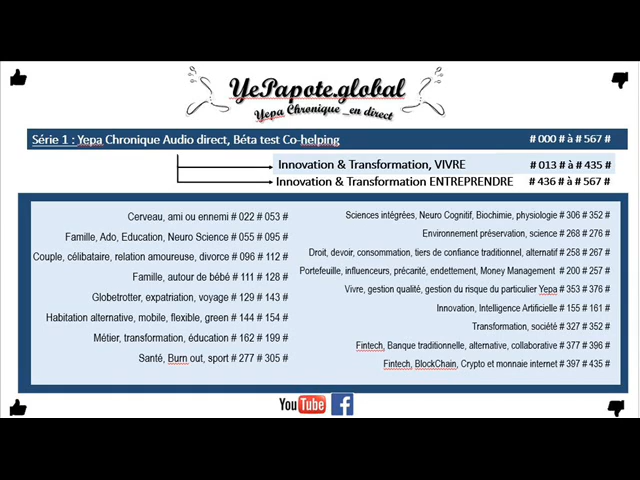 YePapote.global
Yepa Chronique _en direct
Série 1 : Yepa Chronique Audio direct, Béta test Co-helping # 000 # à # 567 #
Innovation & Transformation, VIVRE # 013 # à # 435 #
Innovation & Transformation ENTREPRENDRE # 436 # à # 567 #
Cerveau, ami ou ennemi # 022 # 053 #
Famille, Ado, Education, Neuro Science # 055 # 095 #
Couple, célibataire, relation amoureuse, divorce # 096 # 112 #
Famille, autour de bébé # 111 # 128 #
Globetrotter, expatriation, voyage # 129 # 143 #
Habitation alternative, mobile, flexible, green # 144 # 154 #
Métier, transformation, éducation # 162 # 199 #
Santé, Burn out, sport # 277 # 305 #
Sciences intégrées, Neuro Cognitif, Biochimie, physiologie # 306 # 352 #
Environnement préservation, science # 268 # 276 #
Droit, devoir, consommation, tiers de confiance traditionnel, alternatif # 258 # 267 #
Portefeuille, influenceurs, précarité, endettement, Money Management # 200 # 257 #
Vivre, gestion qualité, gestion du risque du particulier Yepa # 353 # 376 #
Innovation, Intelligence Artificielle # 155 # 161 #
Transformation, société # 327 # 352 #
Fintech, Banque traditionnelle, alternative, collaborative # 377 # 396 #
Fintech, BlockChain, Crypto et monnaie internet # 397 # 435 #
YouTube f